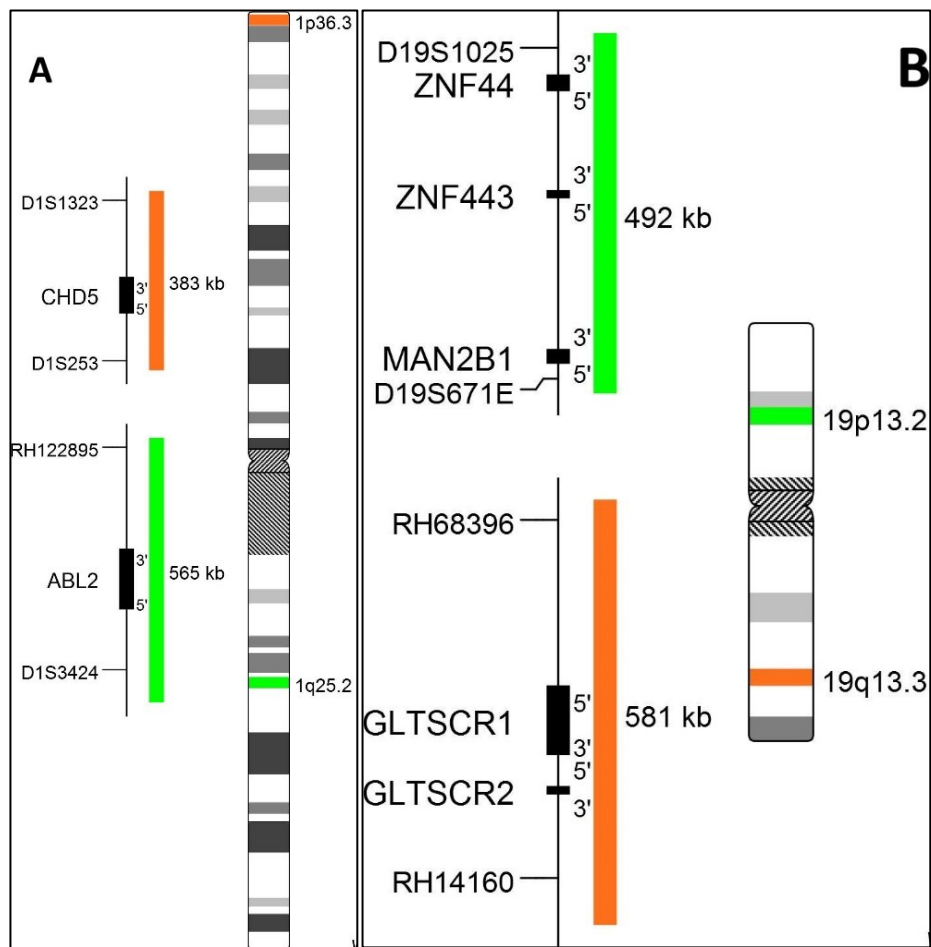 A
1p36.3
D1S1323
3'
383 kb
CHD5
5'
D1S253
RH122895
3'
565 kb
ABL2
5'
D1S3424
1q25.2
B
D19S1025
3'
ZNF44
5'
3'
ZNF443
5'
492 kb
3'
MAN2B1
5'
D19S671E
19p13.2
RH68396
5'
GLTSCR1
581 kb
3'
5'
GLTSCR2
3'
RH14160
19q13.3